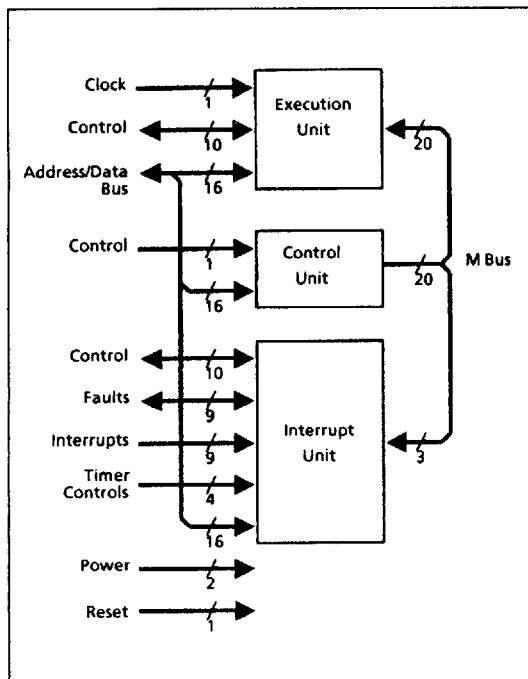 Clock
1
Execution
Unit
Control
10
20
Address/Data
Bus
16
Control
1
Control
Unit
20
M Bus
16
Control
10
Faults
9
Interrupts
9
Interrupt
Unit
3
Timer
Controls
4
16
Power
2
Reset
1